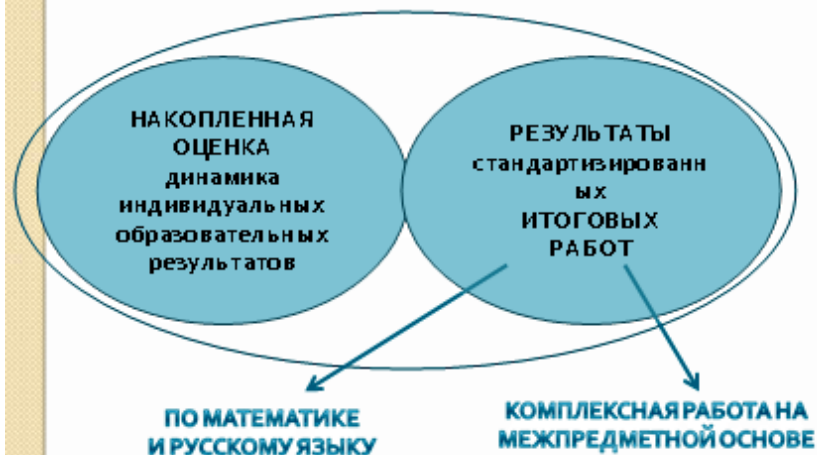 НАКОПЛЕННАЯ
ОЦЕНКА
динамика
индивидуальных
образовательных
результатов
РЕЗУЛЬТАТЫ
стандартизированн
ых
ИТОГОВЫХ
РАБОТ
ПО МАТЕМАТИКЕ
И РУССКОМУ ЯЗЫКУ
КОМПЛЕКСНАЯ РАБОТА НА
МЕЖПРЕДМЕТНОЙ ОСНОВЕ